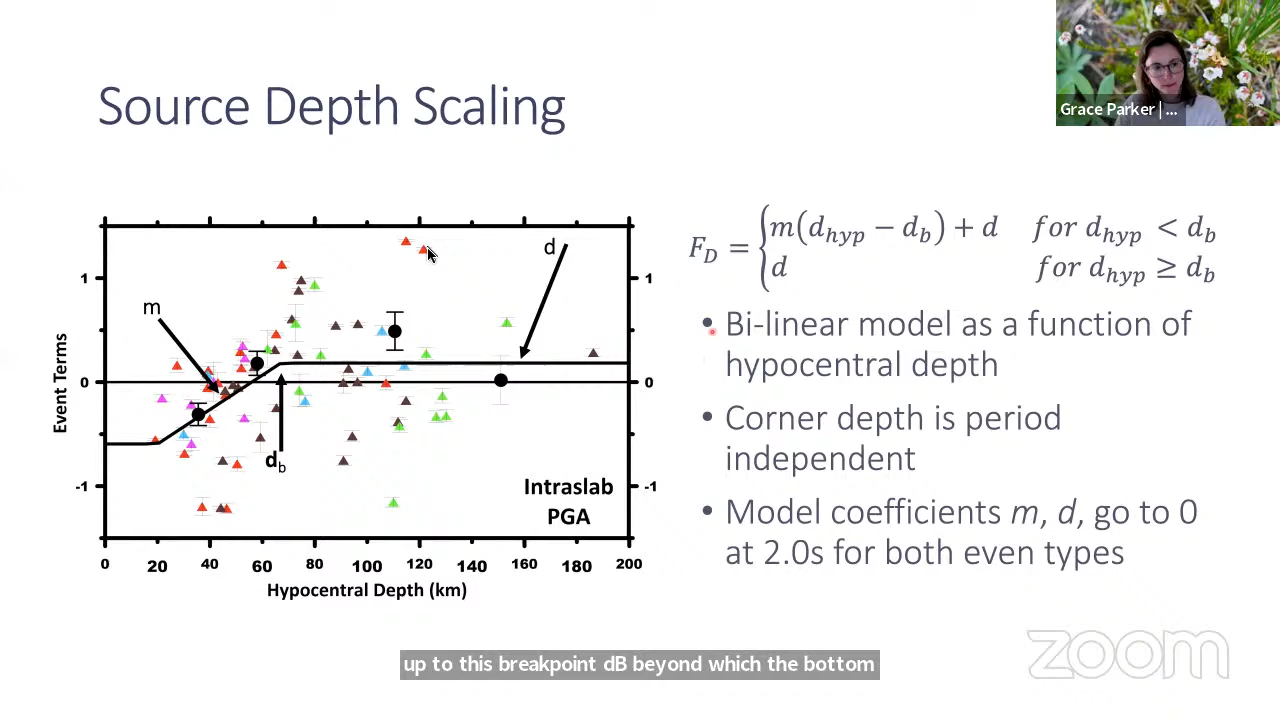 Grace Parker | ...
Source Depth Scaling
F_D = { m(d_hyp − d_b) + d for d_hyp < d_b
d for d_hyp ≥ d_b
• Bi-linear model as a function of
hypocentral depth
• Corner depth is period
independent
• Model coefficients m, d, go to 0
at 2.0s for both even types
Event Terms
1
0
-1
m
d
d_b
1
0
-1
Intraslab
PGA
0 20 40 60 80 100 120 140 160 180 200
Hypocentral Depth (km)
up to this breakpoint dB beyond which the bottom
zoom